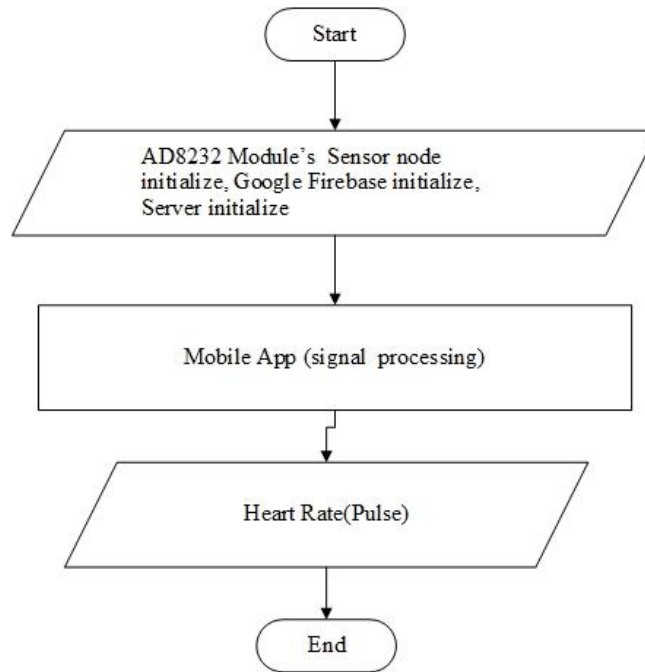 Start
AD8232 Module’s Sensor node
initialize, Google Firebase initialize,
Server initialize
Mobile App (signal processing)
Heart Rate(Pulse)
End